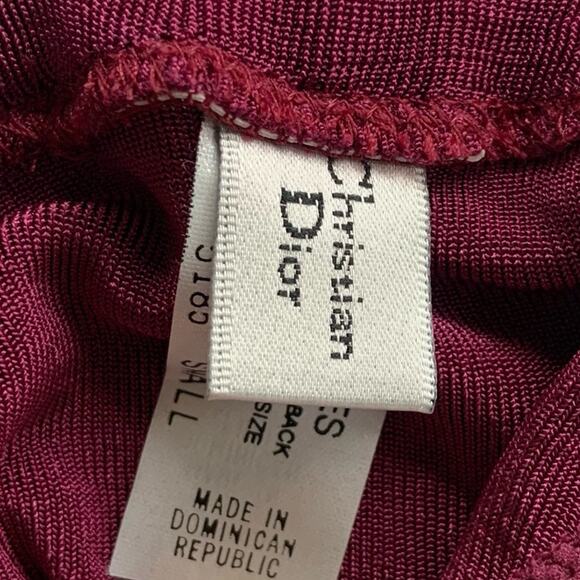 Christian
Dior
SMALL
SIZE
BACK
MADE IN
DOMINICAN
REPUBLIC